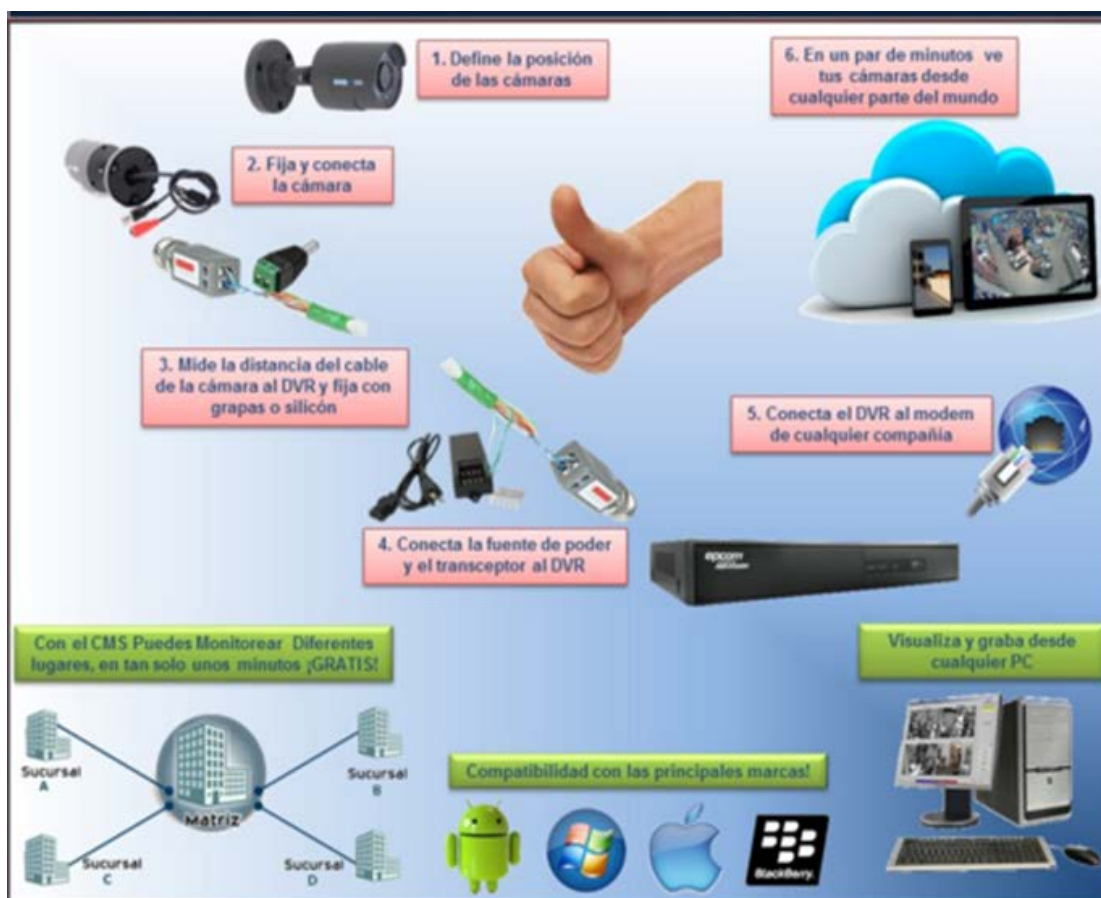 1. Define la posición
de las cámaras
6. En un par de minutos ve
tus cámaras desde
cualquier parte del mundo
2. Fija y conecta
la cámara
3. Mide la distancia del cable
de la cámara al DVR y fija con
grapas o silicón
5. Conecta el DVR al modem
de cualquier compañia
4. Conecta la fuente de poder
y el transceptor al DVR
epcom
Con el CMS Puedes Monitorear Diferentes
lugares, en tan solo unos minutos ¡GRATIS!
Visualiza y graba desde
cualquier PC
Sucursal
A
Matriz
Sucursal
B
Sucursal
C
Sucursal
D
Compatibilidad con las principales marcas!
BlackBerry.